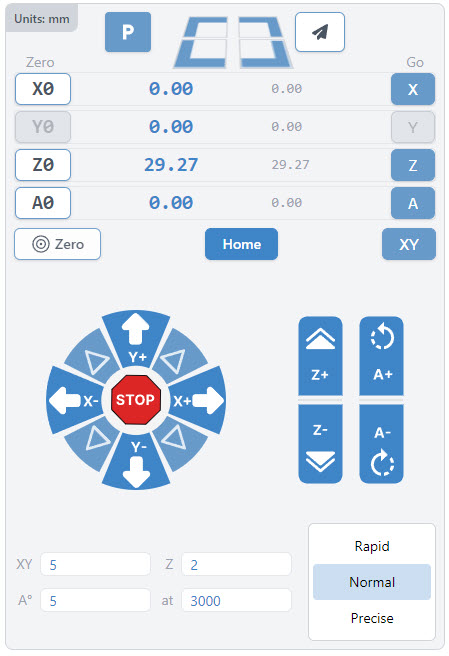 Units: mm
P
Zero Go
X0 0.00 0.00 X
Y0 0.00 0.00 Y
Z0 29.27 29.27 Z
A0 0.00 0.00 A
Zero Home XY
Y+
X- STOP X+
Y-
Z+ A+
Z- A-
Rapid
XY 5 Z 2 Normal
A° 5 at 3000 Precise